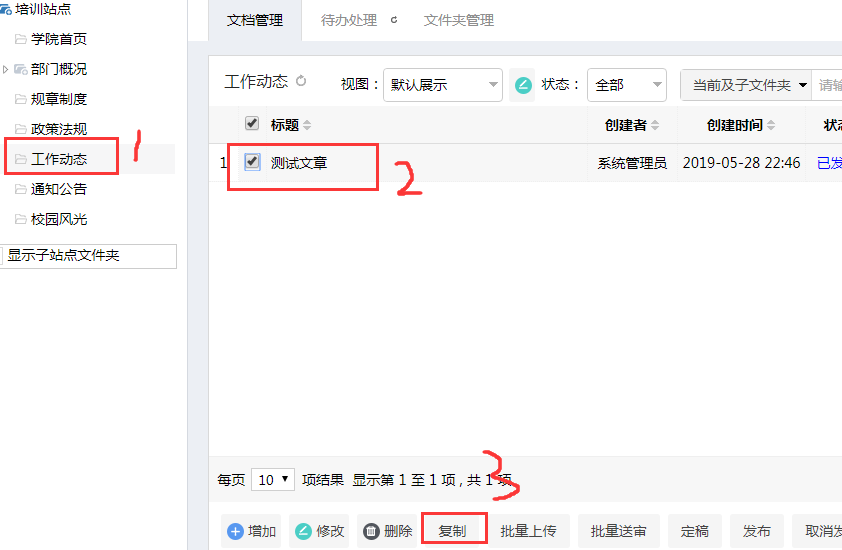 培训站点
学院首页
部门概况
规章制度
政策法规
工作动态
通知公告
校园风光
显示子站点文件夹
1
文档管理 待办处理 文件夹管理
工作动态 视图： 默认展示 状态： 全部 当前及子文件夹
标题 创建者 创建时间
1 测试文章 系统管理员 2019-05-28 22:46 已发
2
每页 10 项结果 显示第 1 至 1 项，共 1 项
3
增加 修改 删除 复制 批量上传 批量送审 定稿 发布 取消发